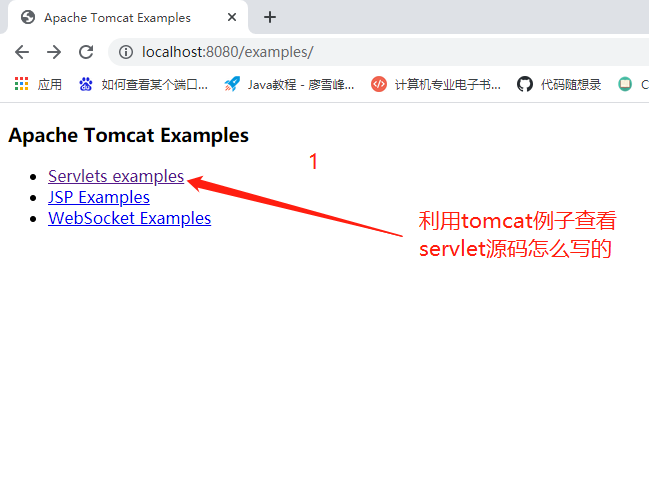 Apache Tomcat Examples
localhost:8080/examples/
应用
如何查看某个端口...
Java教程 - 廖雪峰...
计算机专业电子书...
代码随想录
C
Apache Tomcat Examples
Servlets examples
1
JSP Examples
WebSocket Examples
利用tomcat例子查看
servlet源码怎么写的